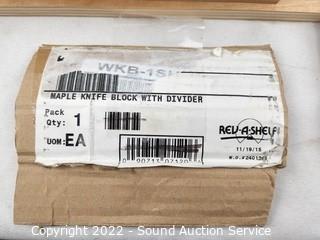 WKB-1SH
MAPLE KNIFE BLOCK WITH DIVIDER
Pack
Qty: 1
UOM: EA
REV-A-SHELF
11/19/15
Copyright 2022 - Sound Auction Service